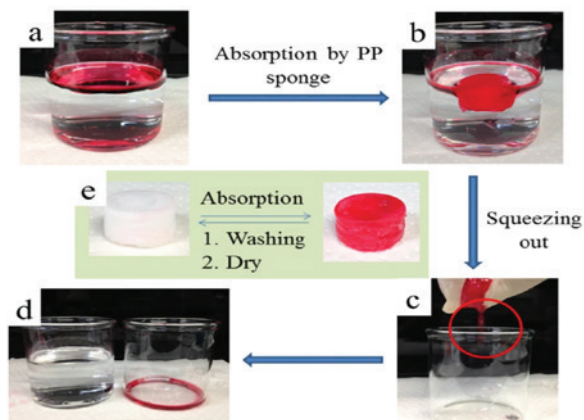 a
Absorption by PP
sponge
b
e
Absorption
1. Washing
2. Dry
Squeezing
out
d
c